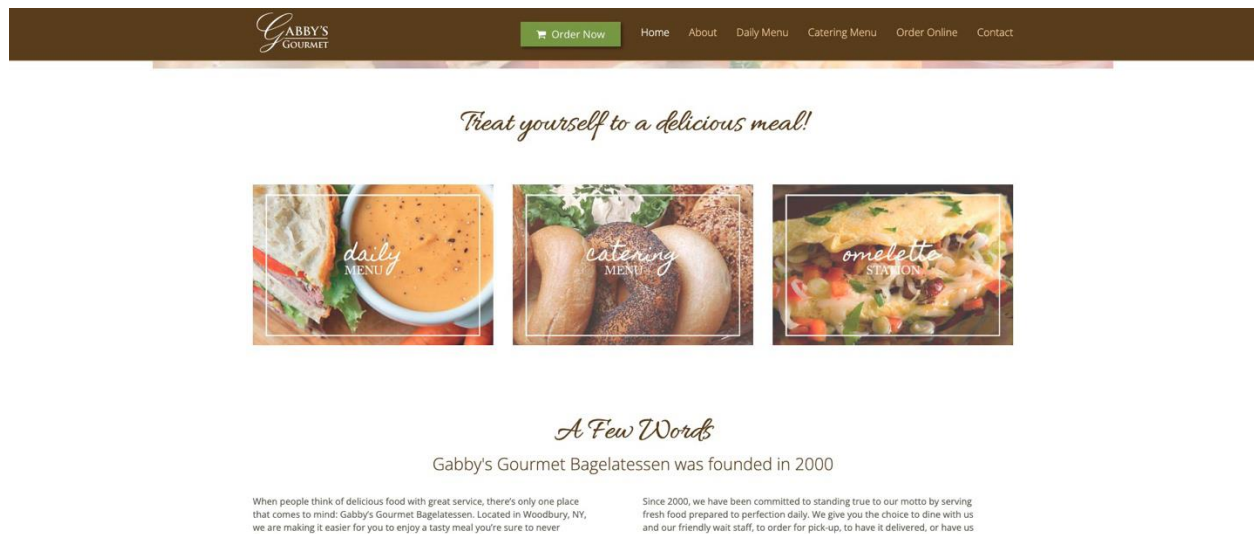 GABBY'S
GOURMET
Order Now Home About Daily Menu Catering Menu Order Online Contact
Treat yourself to a delicious meal!
daily
MENU
catering
MENU
omelette
STATION
A Few Words
Gabby's Gourmet Bagelatessen was founded in 2000
When people think of delicious food with great service, there's only one place
that comes to mind: Gabby's Gourmet Bagelatessen. Located in Woodbury, NY,
we are making it easier for you to enjoy a tasty meal you're sure to never
Since 2000, we have been committed to standing true to our motto by serving
fresh food prepared to perfection daily. We give you the choice to dine with us
and our friendly wait staff, to order for pick-up, to have it delivered, or have us